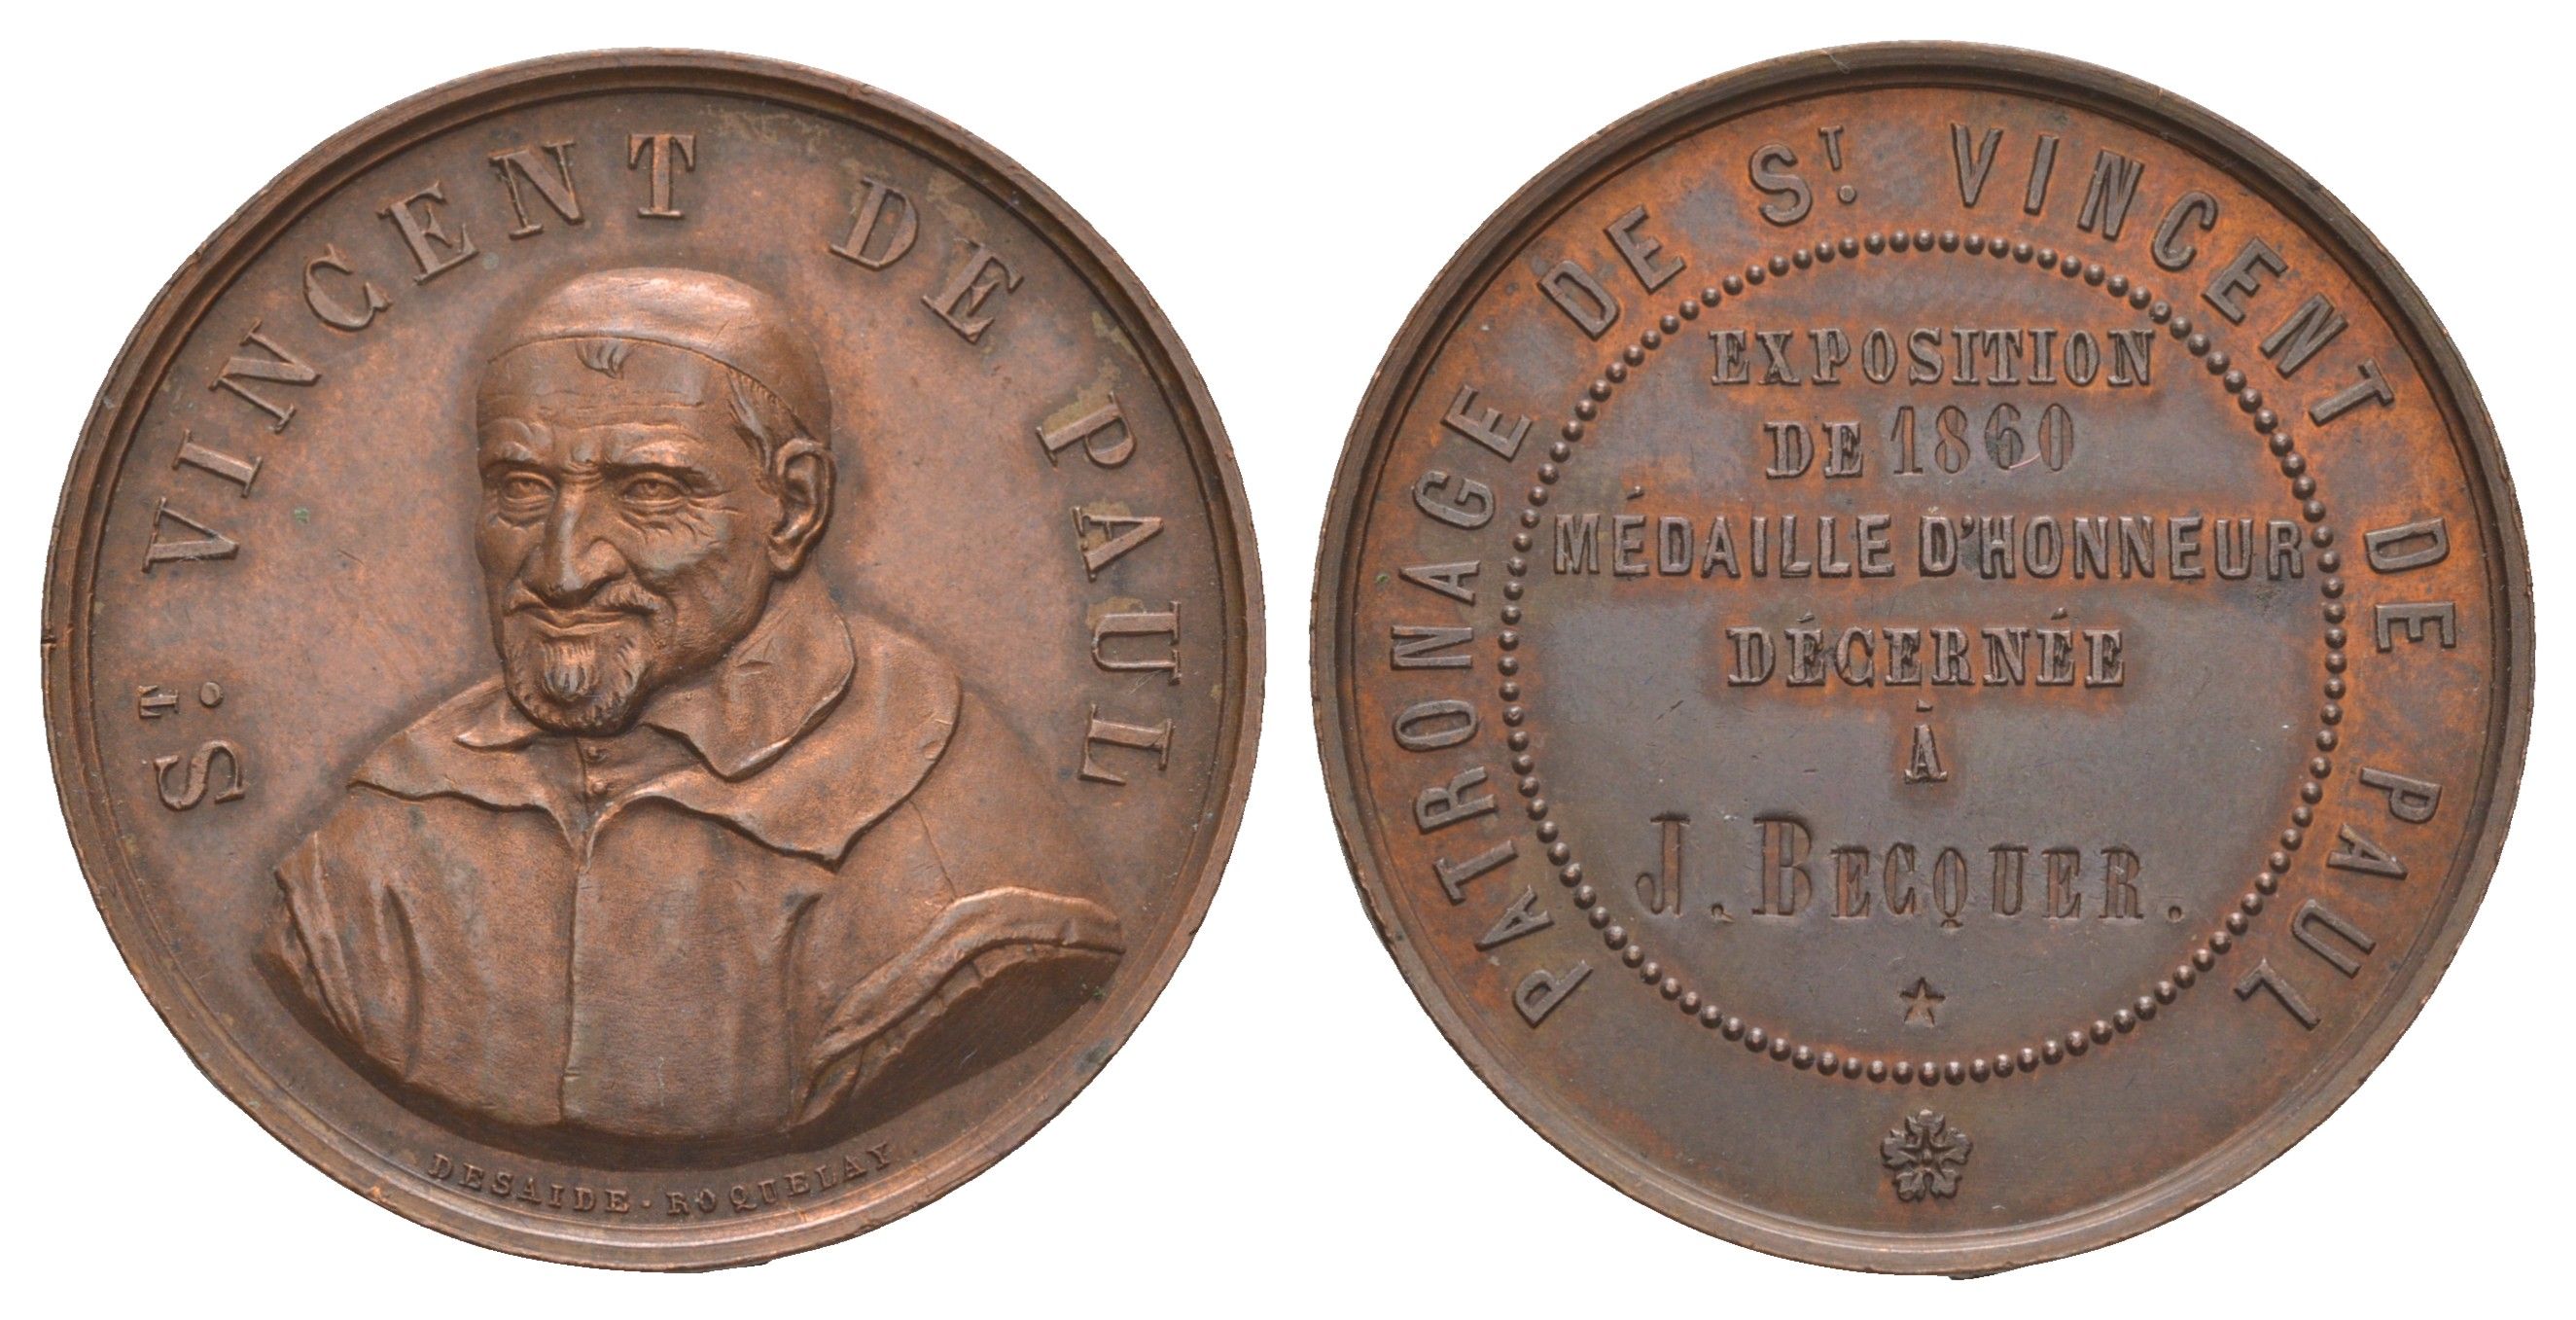 ST. VINCENT DE PAUL
DESAIDE · ROQUELAY
PATRONAGE DE ST. VINCENT DE PAUL
EXPOSITION
DE 1860
MÉDAILLE D'HONNEUR
DÉCERNÉE
À
J. BECQUER.